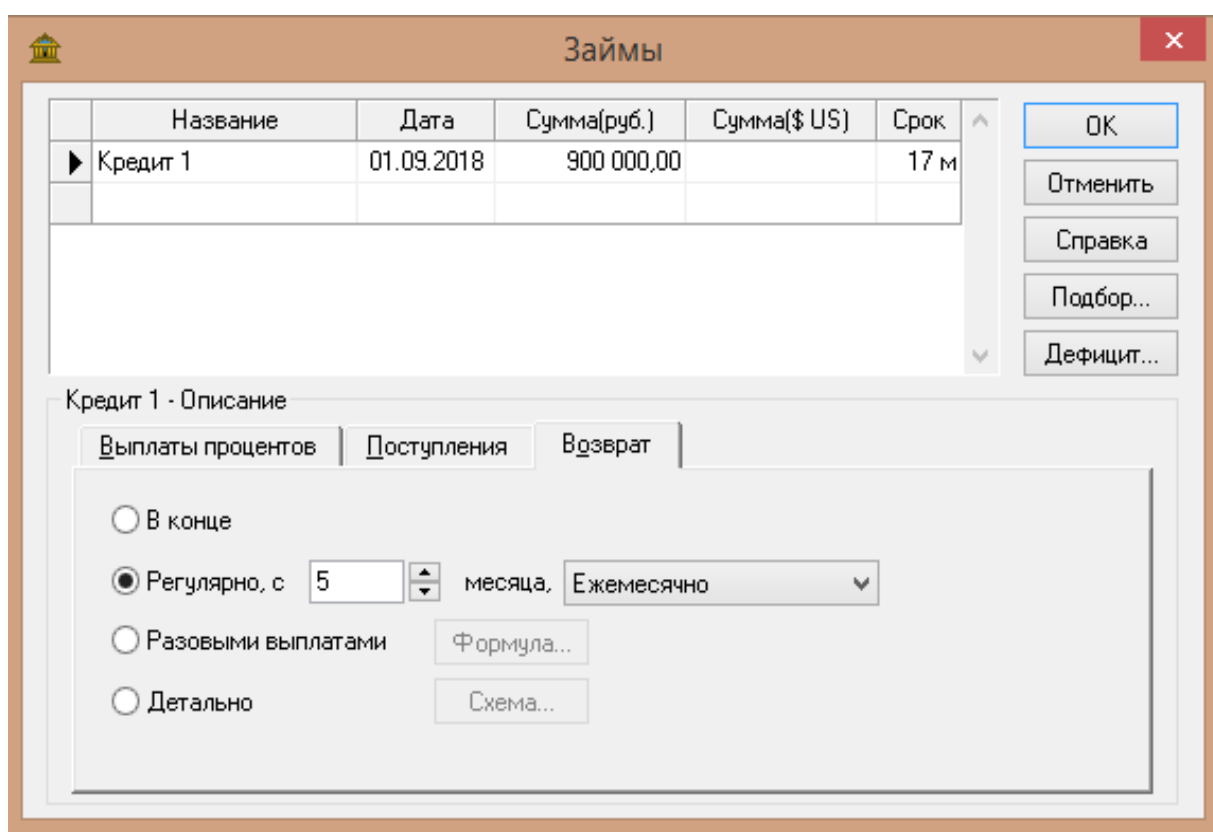 Займы
Название Дата Сумма(руб.) Сумма($ US) Срок
Кредит 1 01.09.2018 900 000,00 17 м
OK
Отменить
Справка
Подбор...
Дефицит...
Кредит 1 - Описание
Выплаты процентов Поступления Возврат
В конце
Регулярно, с 5 месяца, Ежемесячно
Разовыми выплатами Формула...
Детально Схема...